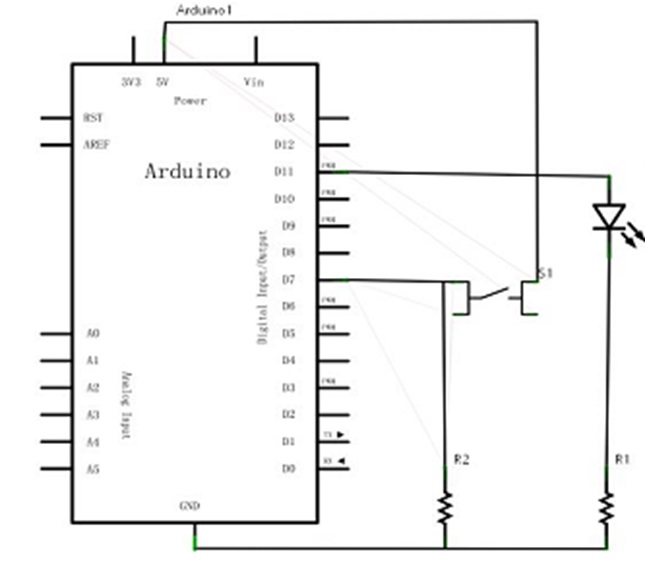 Arduino1
3V3 5V Vin
Power
RST D13
AREF D12
Arduino D11 PWM
D10 PWM
D9 PWM
D8
Digital Input/Output
D7
S1
D6 PWM
A0 D5 PWM
A1 D4
A2 D3 PWM
Analog Input
A3 D2
A4 D1 TX
A5 D0 RX
R2 R1
GND